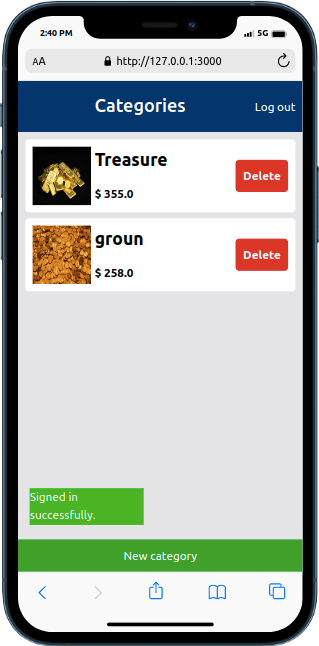 2:40 PM 5G
AA http://127.0.0.1:3000
Categories Log out
Treasure
$ 355.0
Delete
groun
$ 258.0
Delete
Signed in
successfully.
New category